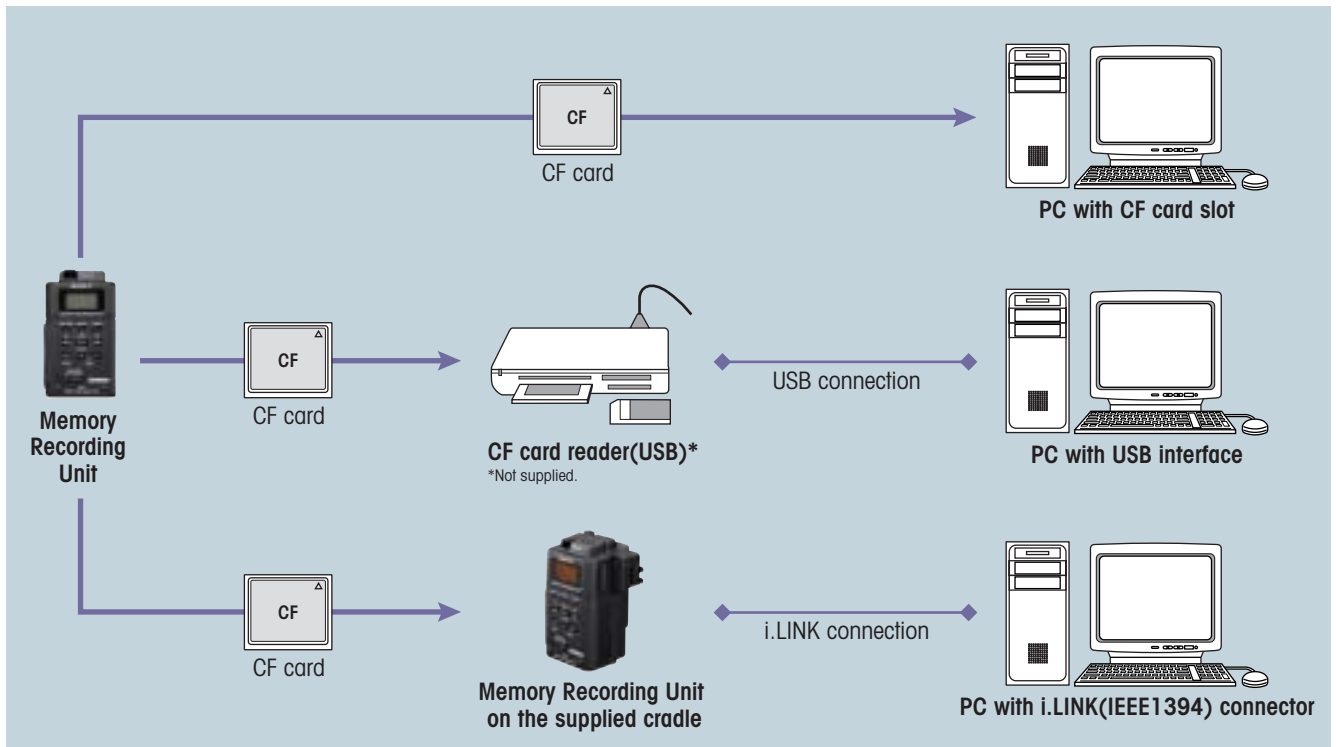 CF
CF card
PC with CF card slot
Memory
Recording
Unit
CF
CF card
CF card reader(USB)*
*Not supplied.
USB connection
PC with USB interface
CF
CF card
Memory Recording Unit
on the supplied cradle
i.LINK connection
PC with i.LINK(IEEE1394) connector